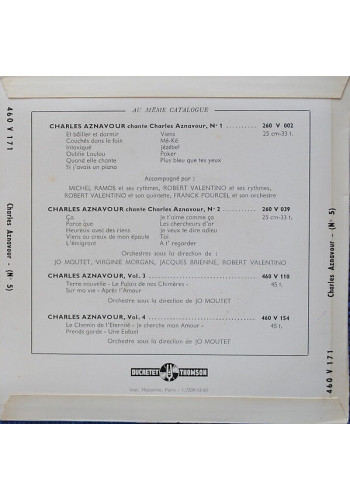 AU MÊME CATALOGUE
CHARLES AZNAVOUR chante Charles Aznavour, N° 1 .......... 260 V 002
Et bâiller et dormir Viens 25 cm-33 t.
Couchés dans le foin Mé-Ké
Intoxiqué Jézébel
Oublie Loulou Poker
Quand elle chante Plus bleu que tes yeux
Si j'avais un piano
Accompagné par :
MICHEL RAMOS et ses rythmes, ROBERT VALENTINO et ses rythmes,
ROBERT VALENTINO et son quintette, FRANCK POURCEL et son orchestre
CHARLES AZNAVOUR chante Charles Aznavour, N° 2 .......... 260 V 039
Ça Je t'aime comme ça 25 cm-33 t.
Parce que Les chercheurs d'or
Heureux avec des riens Je veux te dire adieu
Viens au creux de mon épaule Toi
L'émigrant A t' regarder
Orchestres sous la direction de :
JO MOUTET, VIRGINIE MORGAN, JACQUES BRIENNE, ROBERT VALENTINO
CHARLES AZNAVOUR, Vol. 3 .......... 460 V 110
Terre nouvelle - Le Palais de nos Chimères - 45 t.
Sur ma vie - Après l'Amour
Orchestre sous la direction de JO MOUTET
CHARLES AZNAVOUR, Vol. 4 .......... 460 V 154
Le Chemin de l'Eternité - Je cherche mon Amour - 45 t.
Prends garde - Une Enfant
Orchestre sous la direction de JO MOUTET
DUCRETET THOMSON
460 V 171
Charles Aznavour - (N° 5)
Charles Aznavour - (N° 5)
460 V 171